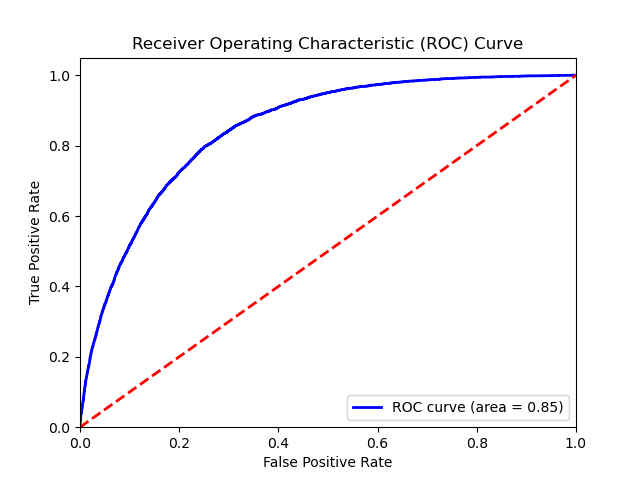 Receiver Operating Characteristic (ROC) Curve
1.0
0.8
0.6
0.4
0.2
0.0
True Positive Rate
ROC curve (area = 0.85)
0.0 0.2 0.4 0.6 0.8 1.0
False Positive Rate